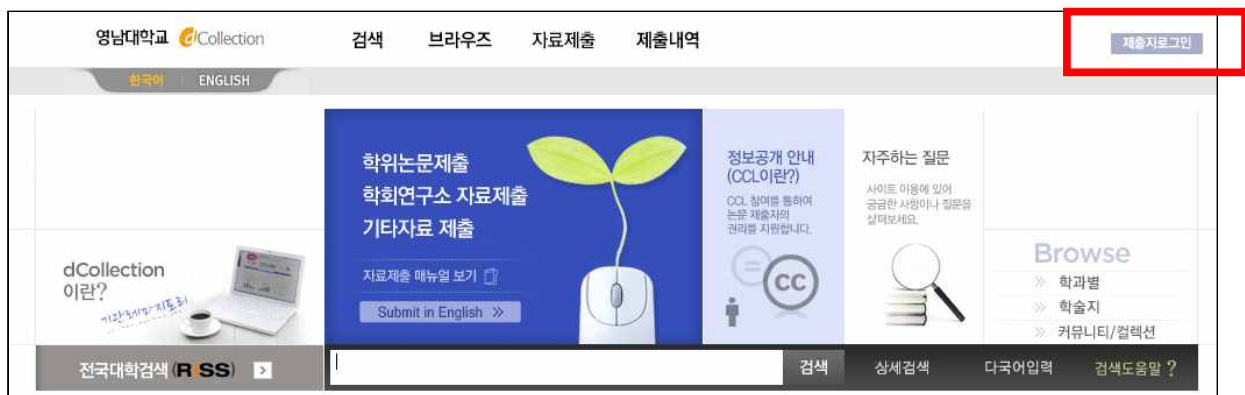 영남대학교 dCollection
검색 브라우즈 자료제출 제출내역
제출자로그인
한국어 ENGLISH
학위논문제출
학회연구소 자료제출
기타자료 제출
자료제출 매뉴얼 보기
Submit in English »
정보공개 안내
(CCL이란?)
CCL 참여를 통하여
논문 제출자의
권리를 지원합니다.
cc
자주하는 질문
사이트 이용에 있어
궁금한 사항이나 질문을
살펴보세요.
dCollection
이란?
Browse
» 학과별
» 학술지
» 커뮤니티/컬렉션
전국대학검색 (RISS)
검색 상세검색 다국어입력 검색도움말 ?